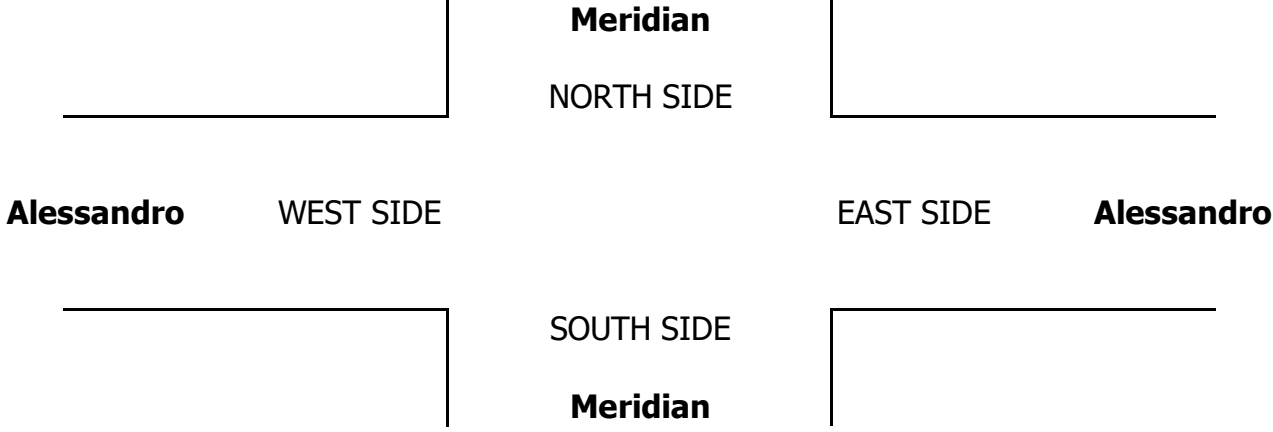 Meridian
NORTH SIDE
Alessandro WEST SIDE EAST SIDE Alessandro
SOUTH SIDE
Meridian